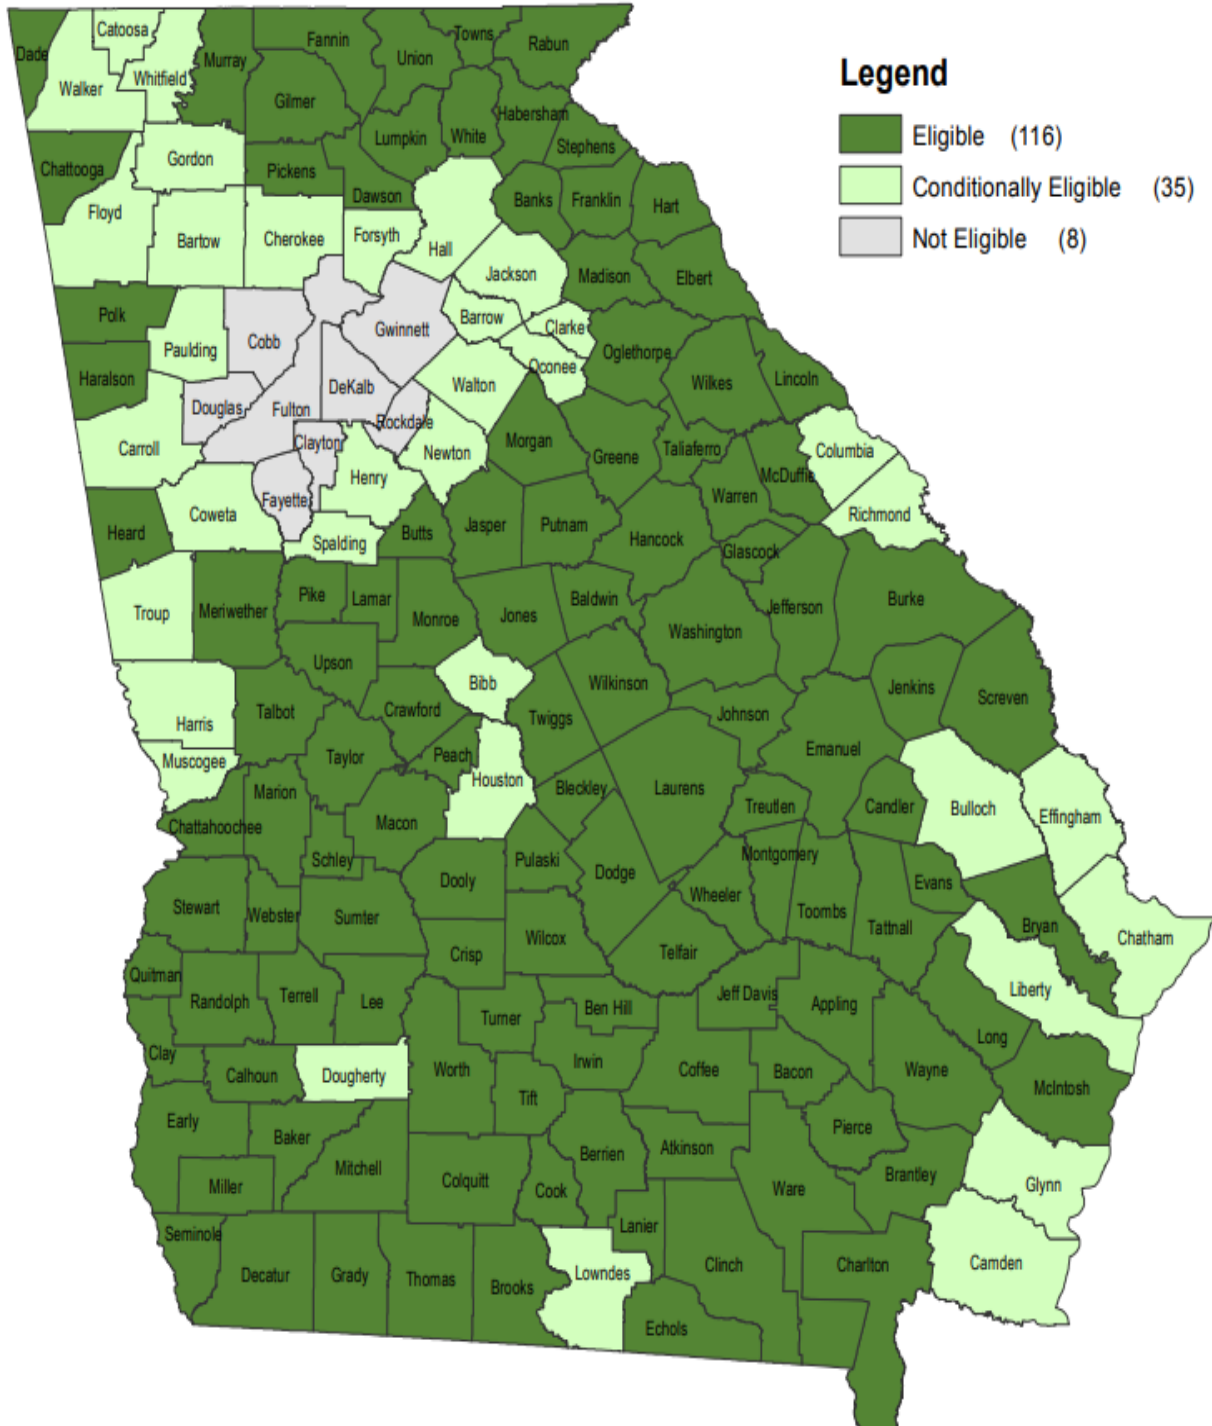 Legend
Eligible (116)
Conditionally Eligible (35)
Not Eligible (8)
Catoosa
Dade
Walker
Whitfield
Murray
Fannin
Union
Towns
Rabun
Gilmer
Habersham
Lumpkin
White
Stephens
Chattooga
Gordon
Pickens
Dawson
Banks
Franklin
Hart
Floyd
Bartow
Cherokee
Forsyth
Hall
Jackson
Madison
Elbert
Polk
Paulding
Cobb
Gwinnett
Barrow
Clarke
Oconee
Oglethorpe
Wilkes
Lincoln
Haralson
Douglas
Fulton
DeKalb
Rockdale
Walton
Carroll
Clayton
Henry
Newton
Morgan
Greene
Taliaferro
McDuffie
Columbia
Richmond
Warren
Heard
Coweta
Fayette
Spalding
Butts
Jasper
Putnam
Hancock
Glascock
Troup
Meriwether
Pike
Lamar
Monroe
Jones
Baldwin
Washington
Jefferson
Burke
Upson
Bibb
Wilkinson
Jenkins
Screven
Harris
Talbot
Crawford
Twiggs
Johnson
Emanuel
Muscogee
Taylor
Peach
Houston
Bleckley
Laurens
Treutlen
Candler
Bulloch
Effingham
Chattahoochee
Marion
Macon
Schley
Dooly
Pulaski
Dodge
Montgomery
Wheeler
Toombs
Evans
Tattnall
Bryan
Chatham
Stewart
Webster
Sumter
Crisp
Wilcox
Telfair
Liberty
Quitman
Randolph
Terrell
Lee
Turner
Ben Hill
Jeff Davis
Appling
Long
Clay
Calhoun
Dougherty
Worth
Irwin
Tift
Coffee
Bacon
Wayne
McIntosh
Early
Baker
Mitchell
Miller
Colquitt
Cook
Berrien
Atkinson
Pierce
Ware
Brantley
Glynn
Seminole
Decatur
Grady
Thomas
Brooks
Lowndes
Lanier
Clinch
Echols
Charlton
Camden